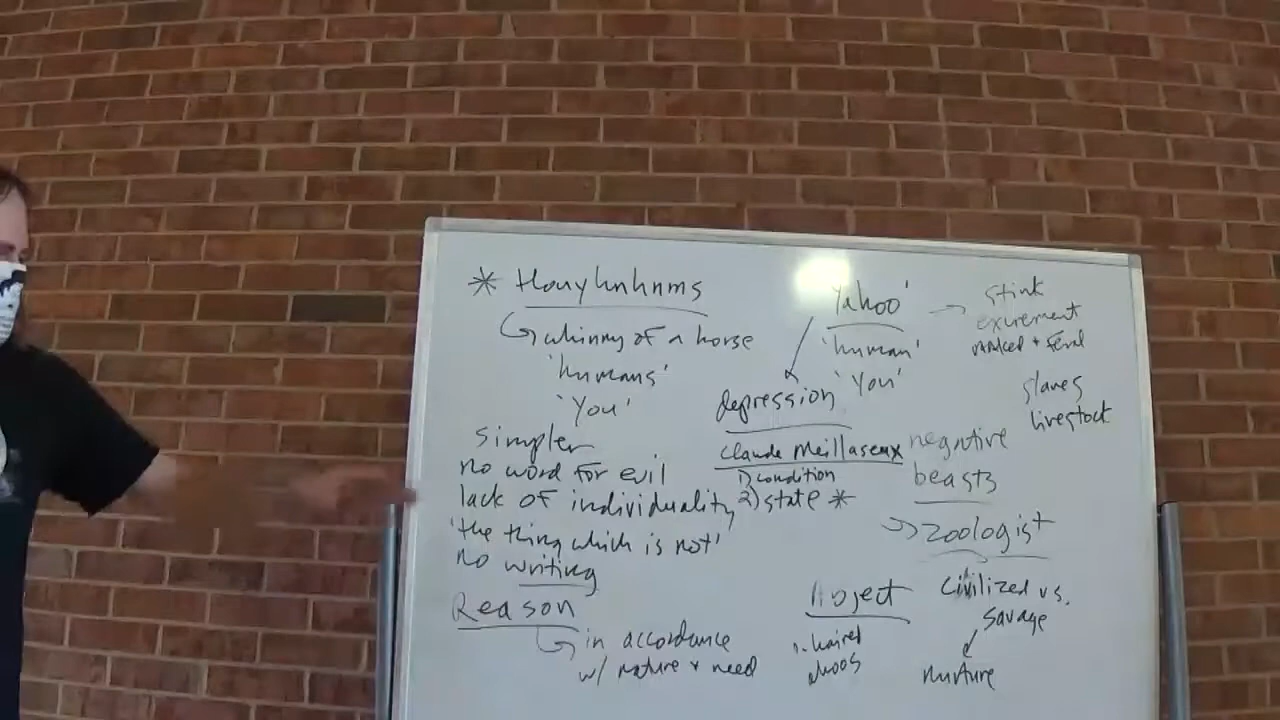 * Houyhnhnms
whinny of a horse
'humans'
'You'
simpler
no word for evil
lack of individuality
'the thing which is not'
no writing
Reason
in accordance
w/ nature + need
Yahoo'
'human'
'You'
depression
Claude Meillaseux
1) condition
2) state *
stink
excrement
naked + feral
slaves
livestock
negative
beasts
zoologist
civilized vs.
savage
nurture
haired